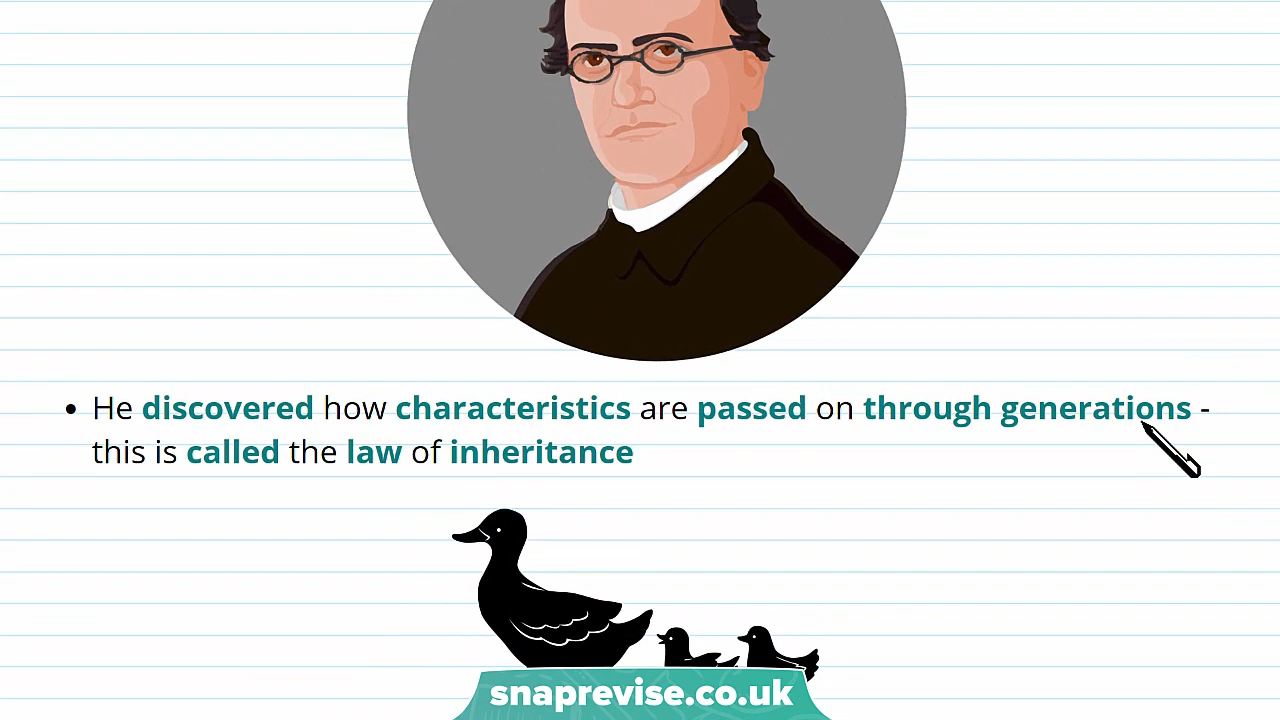 He discovered how characteristics are passed on through generations -
this is called the law of inheritance
snaprevise.co.uk